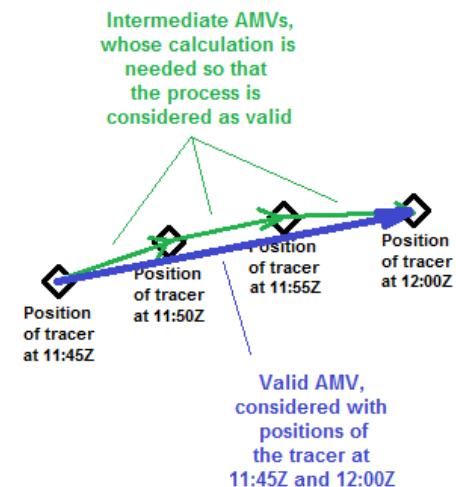 Intermediate AMVs,
whose calculation is
needed so that
the process is
considered as valid
Position
of tracer
at 11:45Z
Position
of tracer
at 11:50Z
Position
of tracer
at 11:55Z
Position
of tracer
at 12:00Z
Valid AMV,
considered with
positions of
the tracer at
11:45Z and 12:00Z